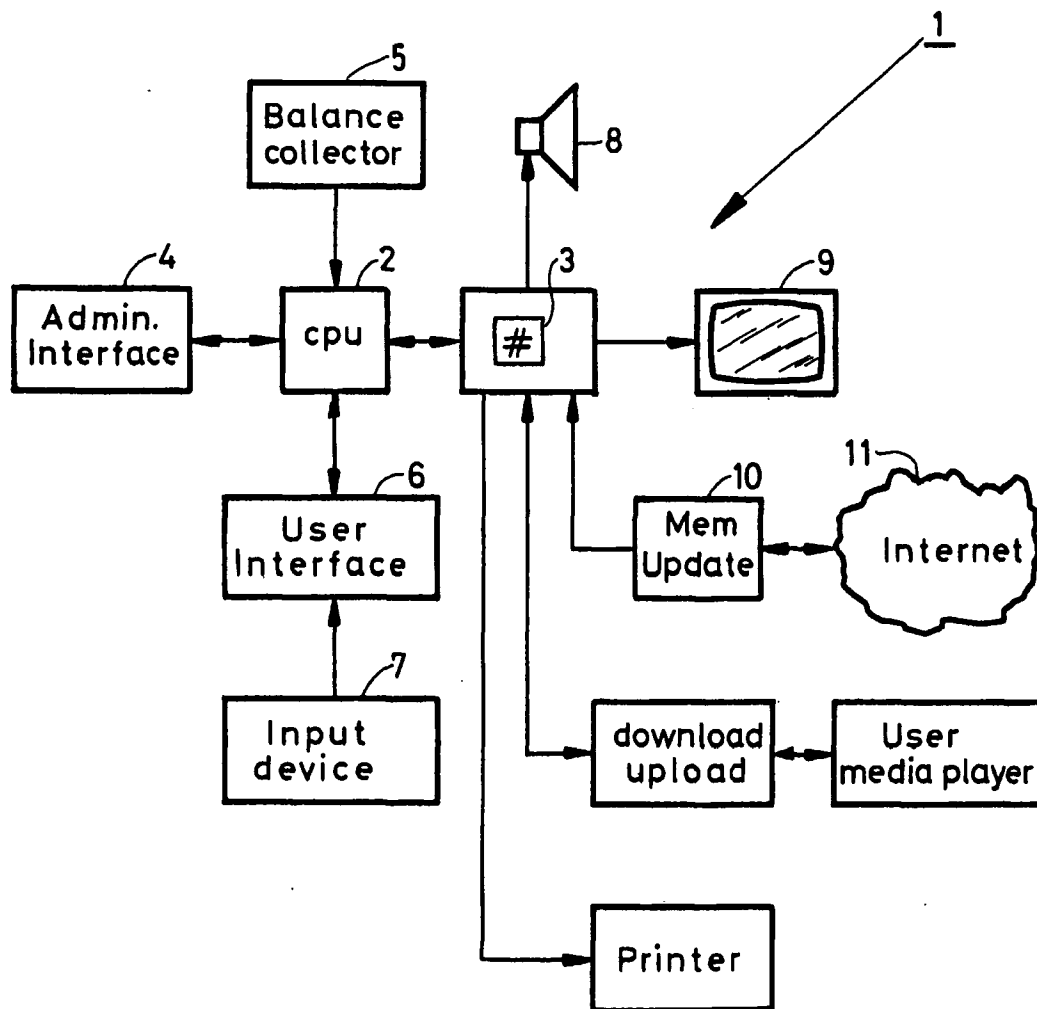 1
5
Balance
collector
8
4
Admin.
Interface
2
cpu
3
#
9
6
User
Interface
10
Mem
Update
11
Internet
7
Input
device
download
upload
User
media player
Printer